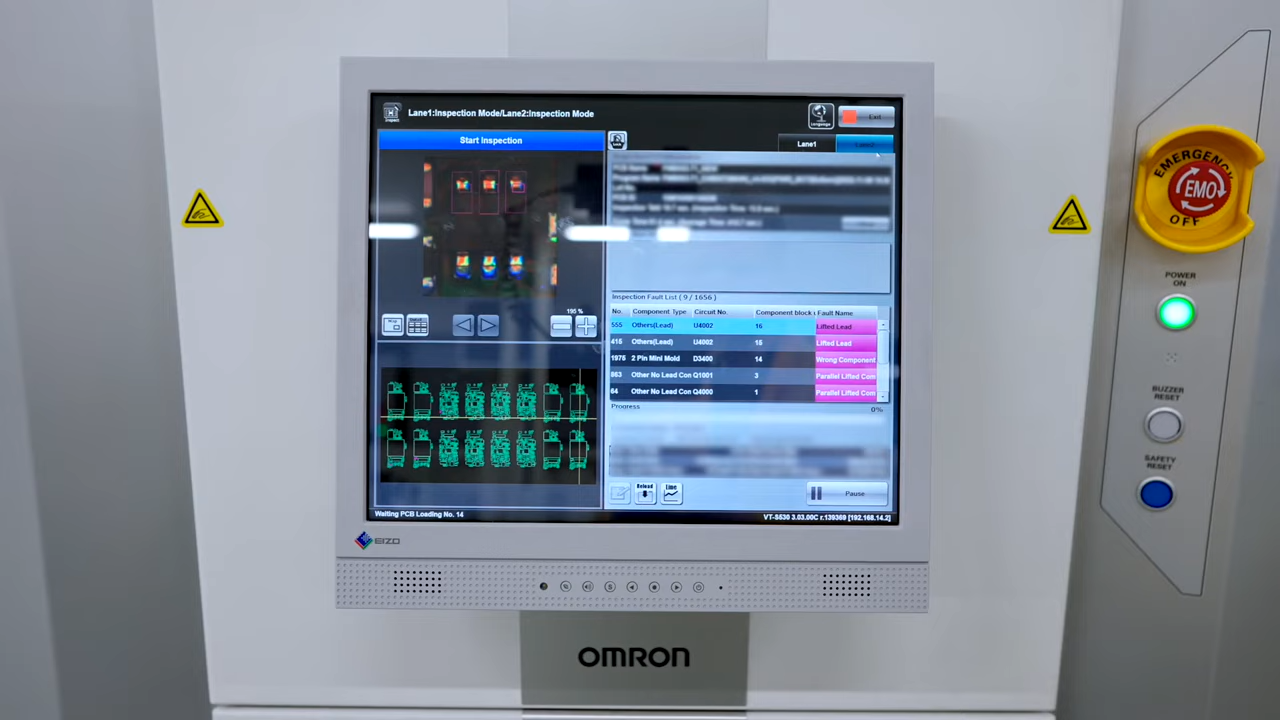 Lane1:Inspection Mode/Lane2:Inspection Mode
Language
Exit
Start Inspection
Lane1
Lane2
195 %
Inspection Fault List ( 9 / 1656 )
No. Component Type Circuit No. Component block Fault Name
555 Others(Lead) U4002 16 Lifted Lead
415 Others(Lead) U4002 15 Lifted Lead
1975 2 Pin Mini Mold D3400 14 Wrong Component
863 Other No Lead Con Q1001 3 Parallel Lifted Com
64 Other No Lead Con Q4000 1 Parallel Lifted Com
Progress 0%
Reload
Line
Pause
Waiting PCB Loading No. 14
VT-S530 3.03.00C r.139369 [192.168.14.2]
EIZO
OMRON
EMERGENCY
EMO
OFF
POWER
ON
BUZZER
RESET
SAFETY
RESET